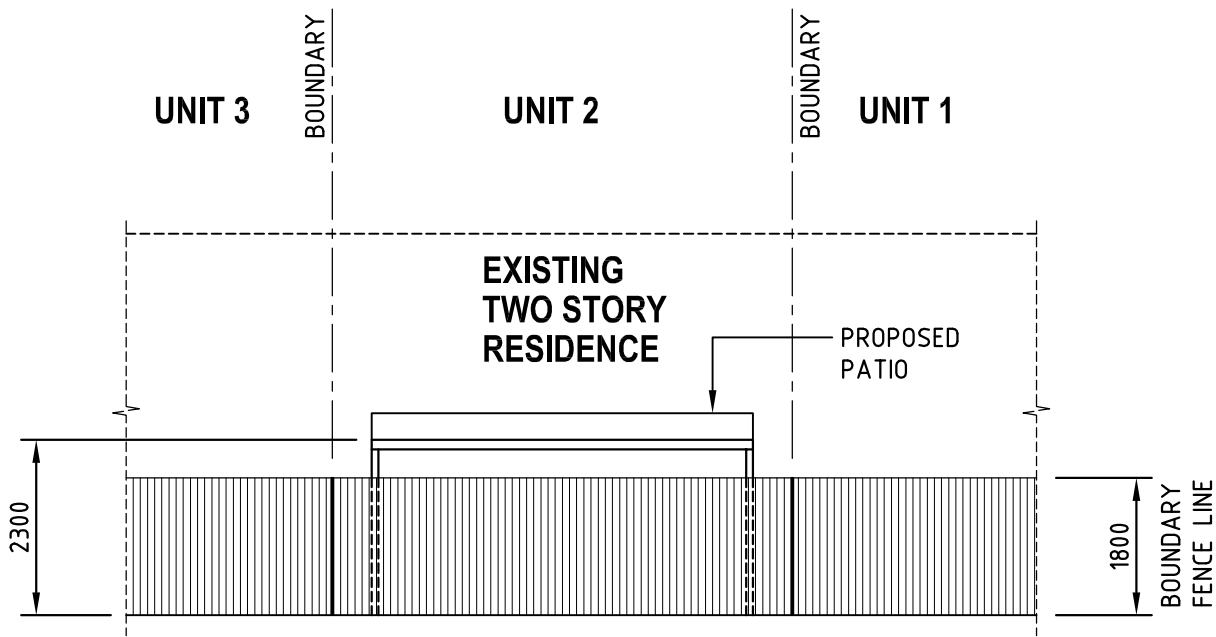 BOUNDARY
BOUNDARY
UNIT 3
UNIT 2
UNIT 1
EXISTING
TWO STORY
RESIDENCE
PROPOSED
PATIO
2300
1800
BOUNDARY
FENCE LINE